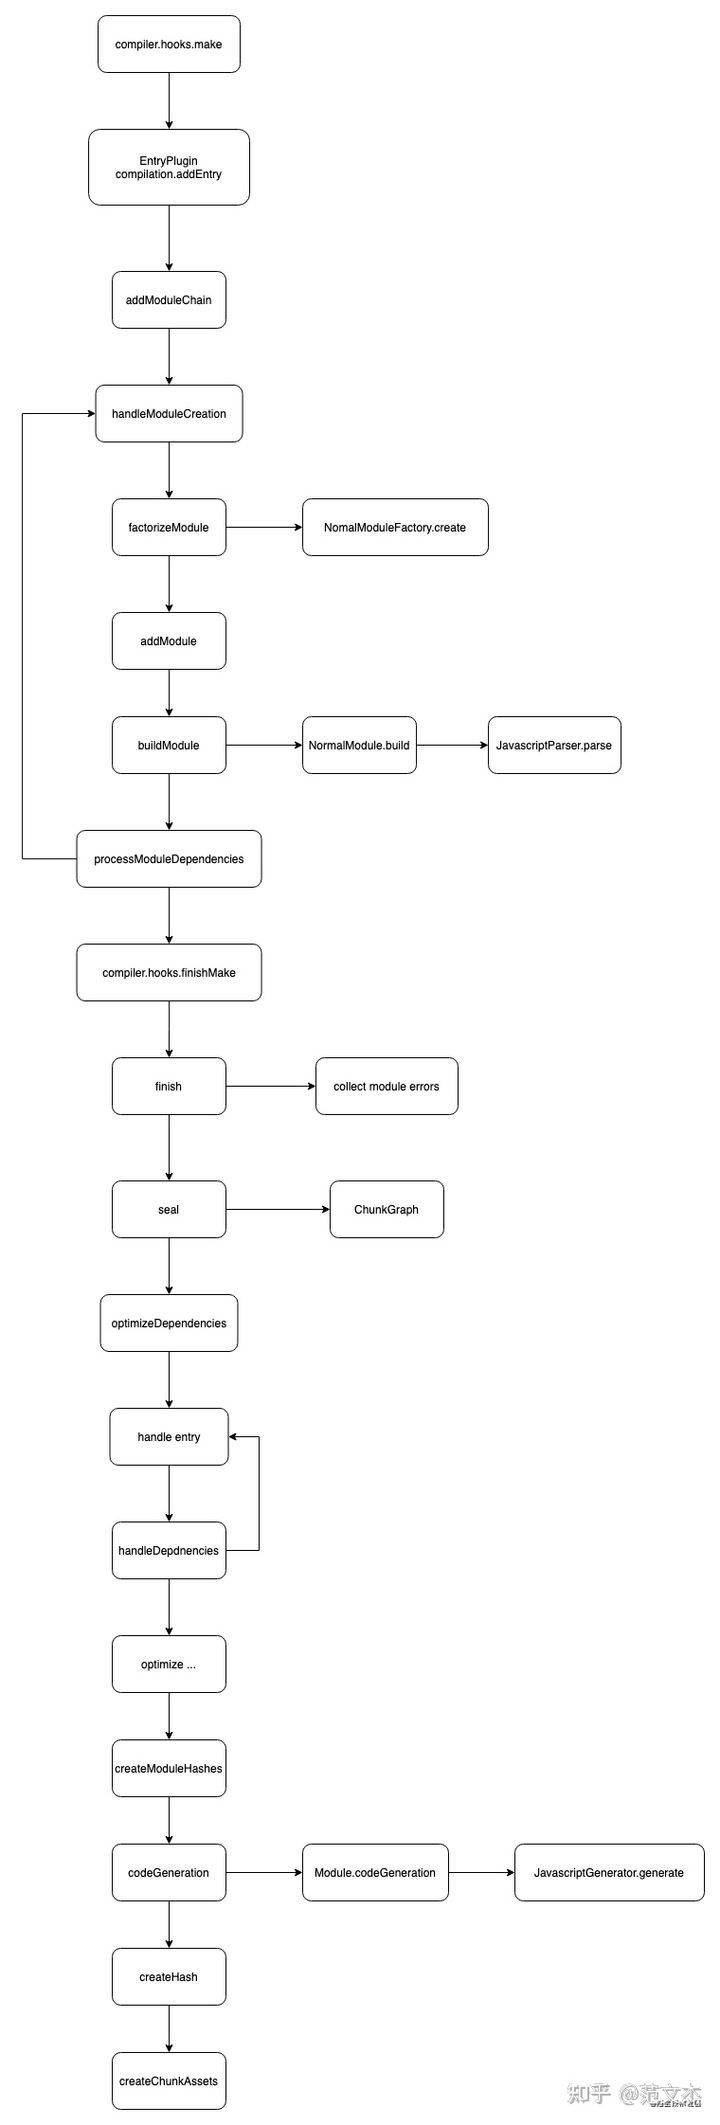 compiler.hooks.make
EntryPlugin
compilation.addEntry
addModuleChain
handleModuleCreation
factorizeModule
NomalModuleFactory.create
addModule
buildModule
NormalModule.build
JavascriptParser.parse
processModuleDependencies
compiler.hooks.finishMake
finish
collect module errors
seal
ChunkGraph
optimizeDependencies
handle entry
handleDepdnencies
optimize ...
createModuleHashes
codeGeneration
Module.codeGeneration
JavascriptGenerator.generate
createHash
createChunkAssets
知乎 @范文杰